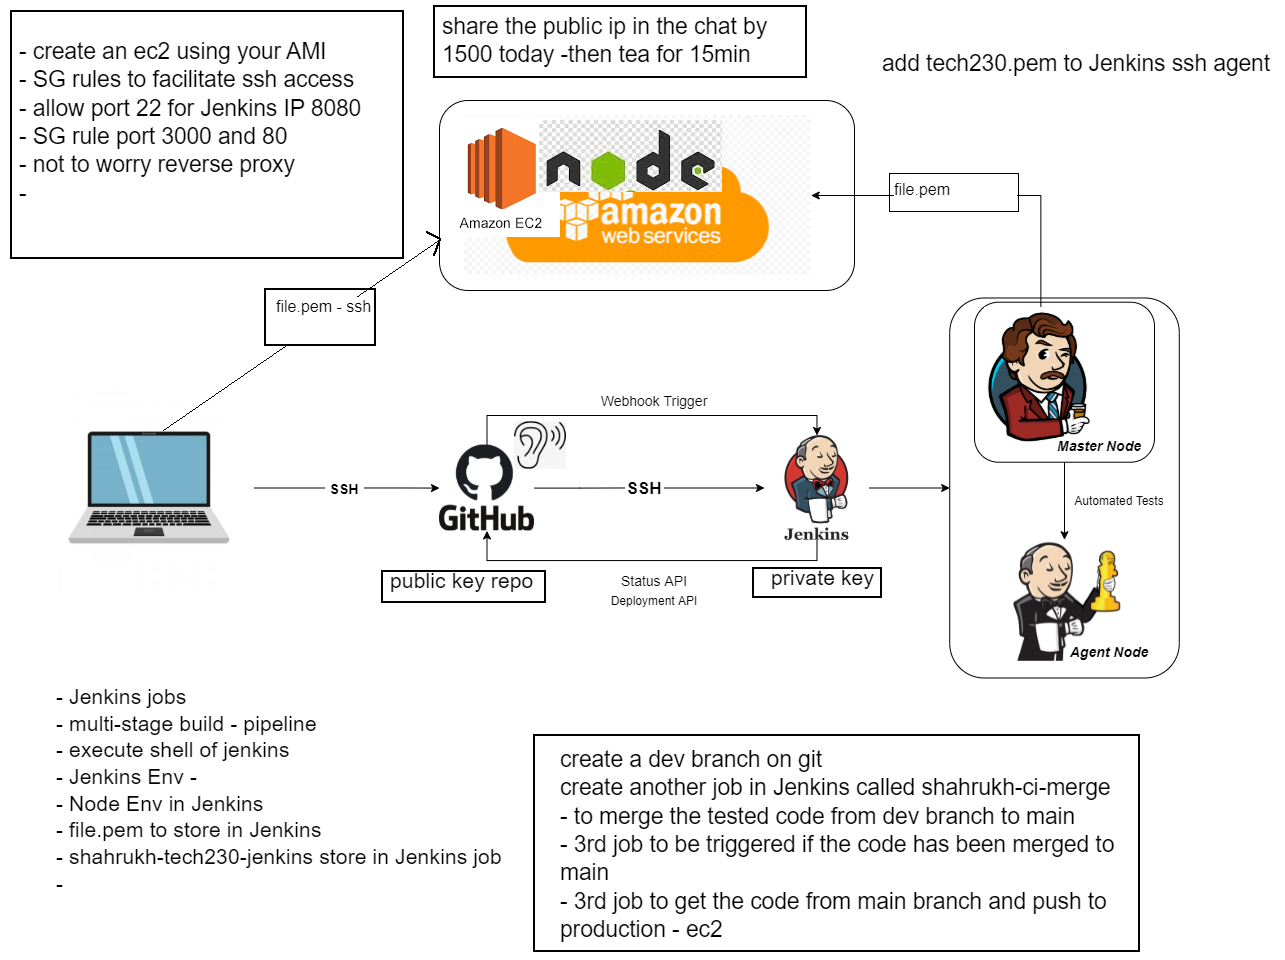 - create an ec2 using your AMI
- SG rules to facilitate ssh access
- allow port 22 for Jenkins IP 8080
- SG rule port 3000 and 80
- not to worry reverse proxy
-
share the public ip in the chat by
1500 today -then tea for 15min
add tech230.pem to Jenkins ssh agent
node
Amazon EC2
amazon
web services
file.pem
file.pem - ssh
Webhook Trigger
Master Node
SSH
GitHub
SSH
Jenkins
Automated Tests
public key repo
Status API
Deployment API
private key
Agent Node
- Jenkins jobs
- multi-stage build - pipeline
- execute shell of jenkins
- Jenkins Env -
- Node Env in Jenkins
- file.pem to store in Jenkins
- shahrukh-tech230-jenkins store in Jenkins job
-
create a dev branch on git
create another job in Jenkins called shahrukh-ci-merge
- to merge the tested code from dev branch to main
- 3rd job to be triggered if the code has been merged to
main
- 3rd job to get the code from main branch and push to
production - ec2